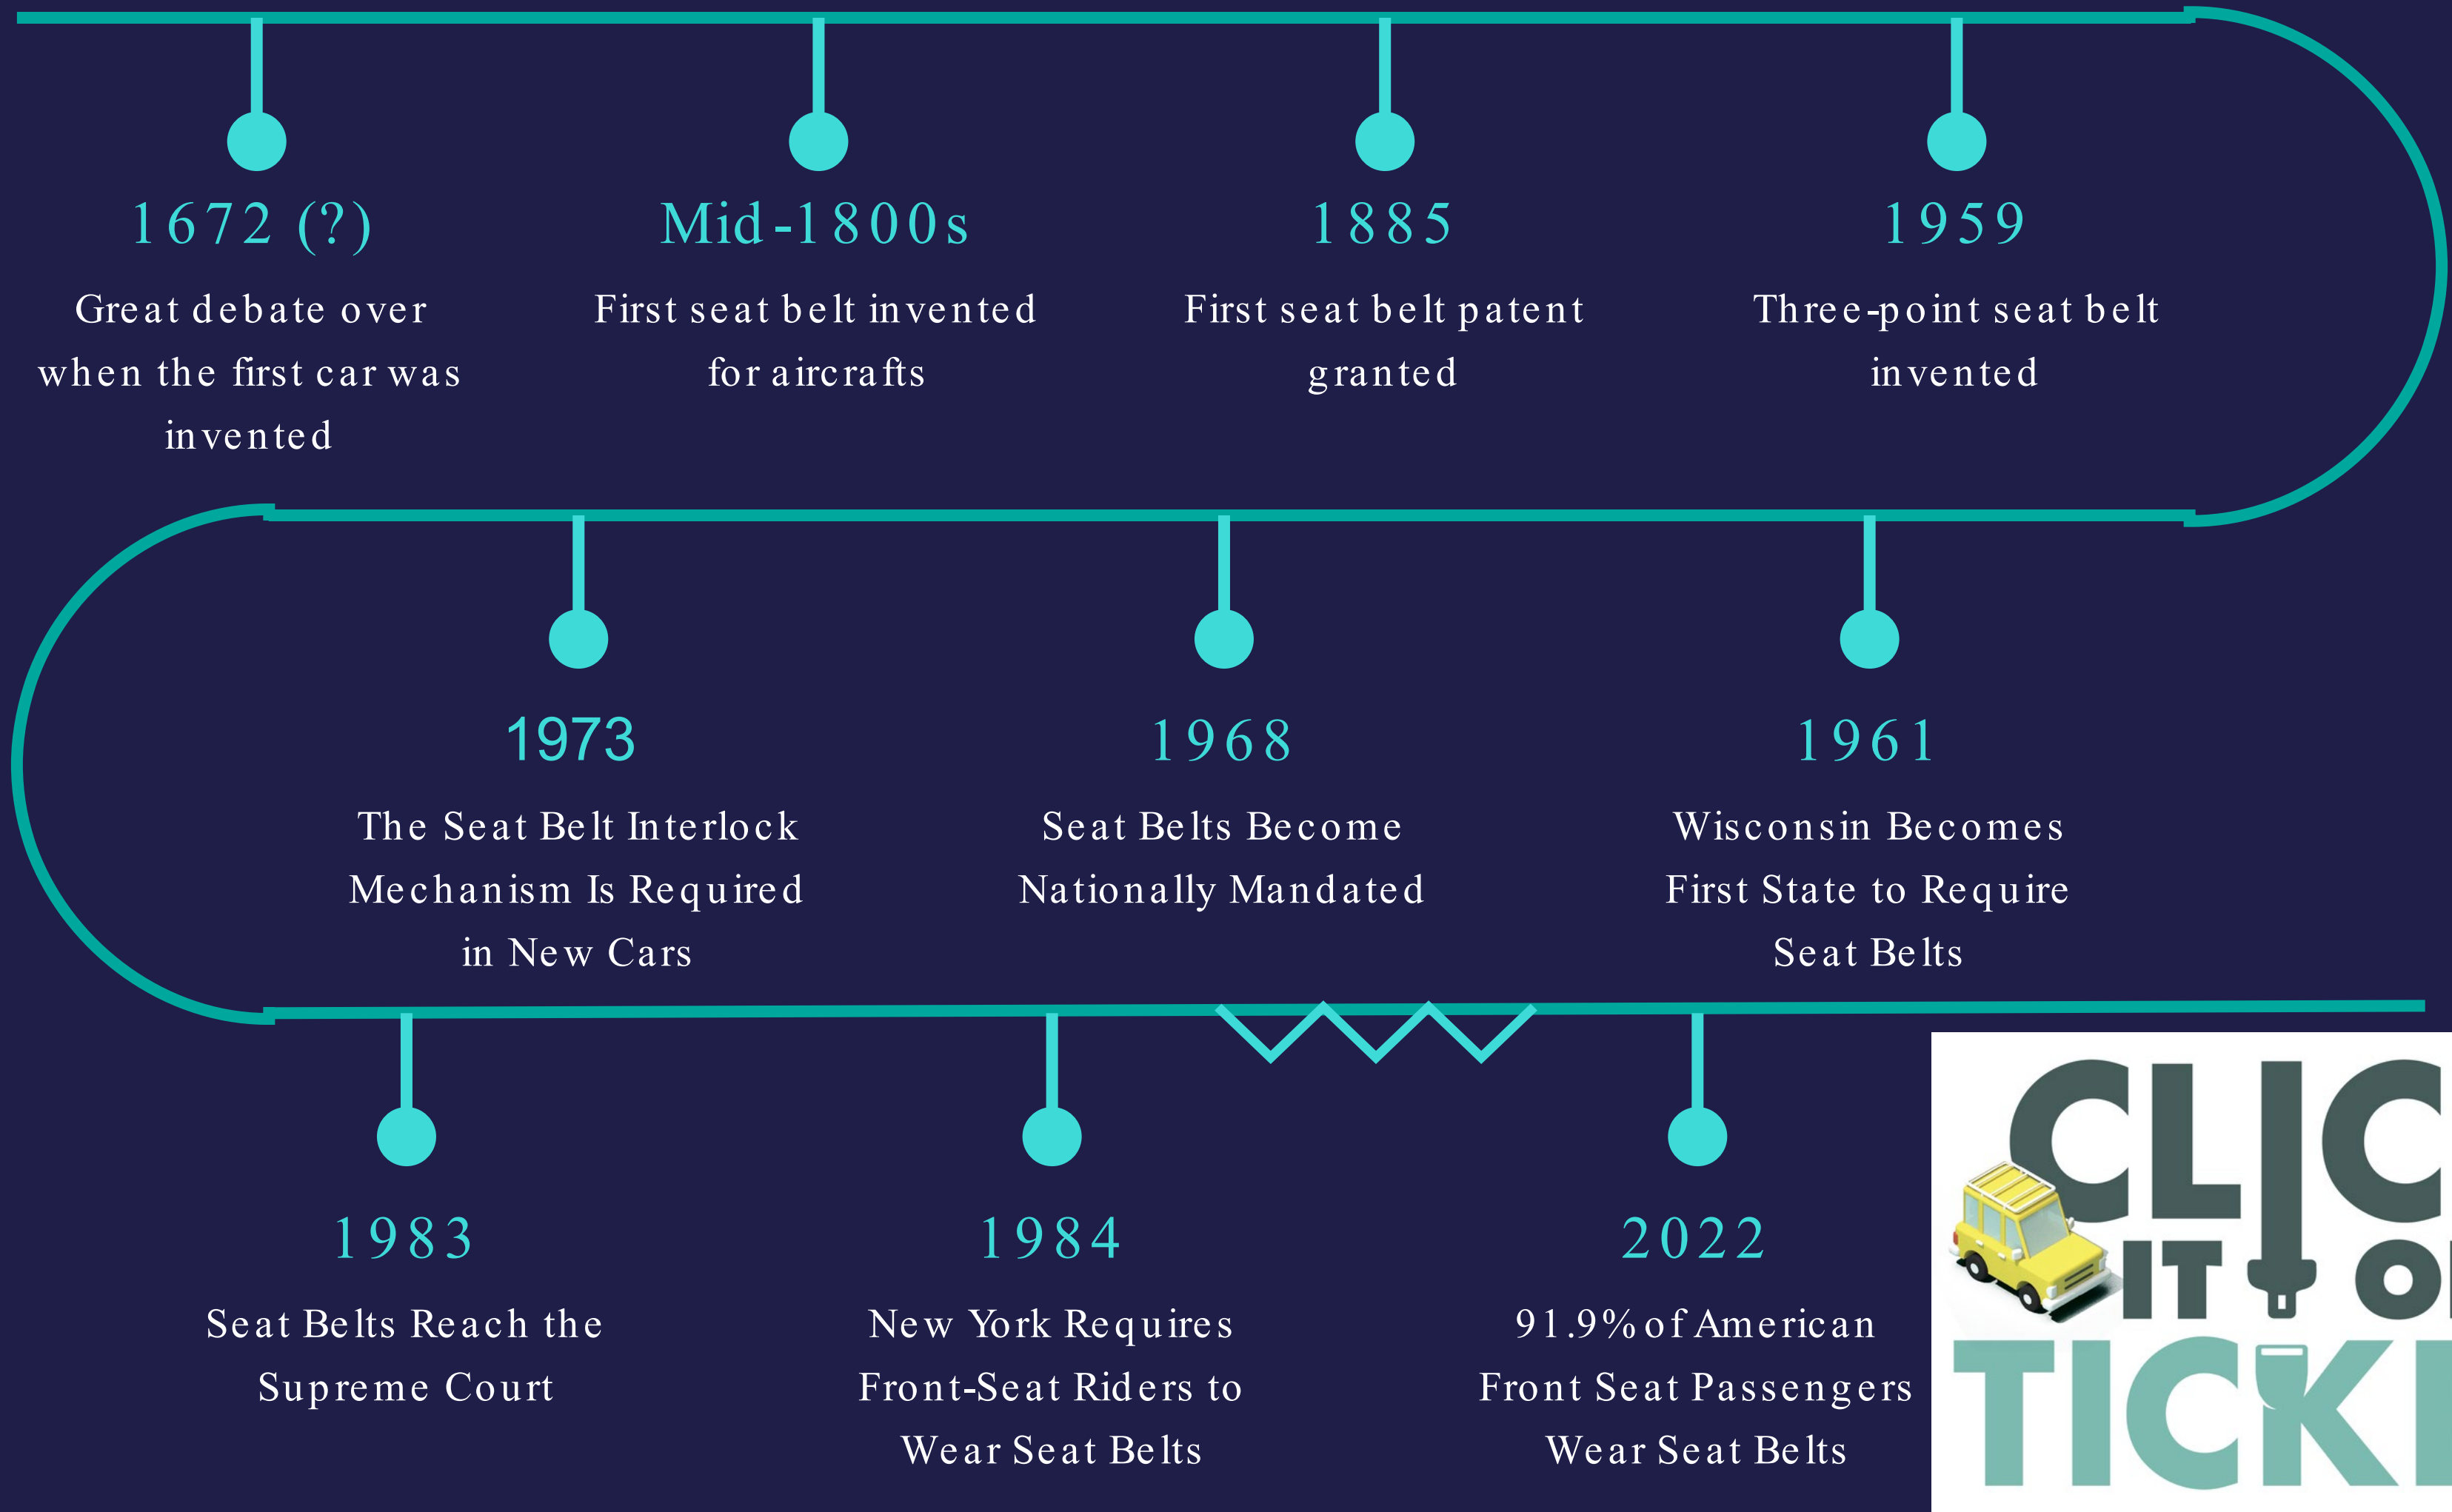 1672 (?)
Great debate over
when the first car was
invented
Mid-1800s
First seat belt invented
for aircrafts
1885
First seat belt patent
granted
1959
Three-point seat belt
invented
1961
Wisconsin Becomes
First State to Require
Seat Belts
1968
Seat Belts Become
Nationally Mandated
1973
The Seat Belt Interlock
Mechanism Is Required
in New Cars
1983
Seat Belts Reach the
Supreme Court
1984
New York Requires
Front-Seat Riders to
Wear Seat Belts
2022
91.9% of American
Front Seat Passengers
Wear Seat Belts
CLIC
IT O
TICK